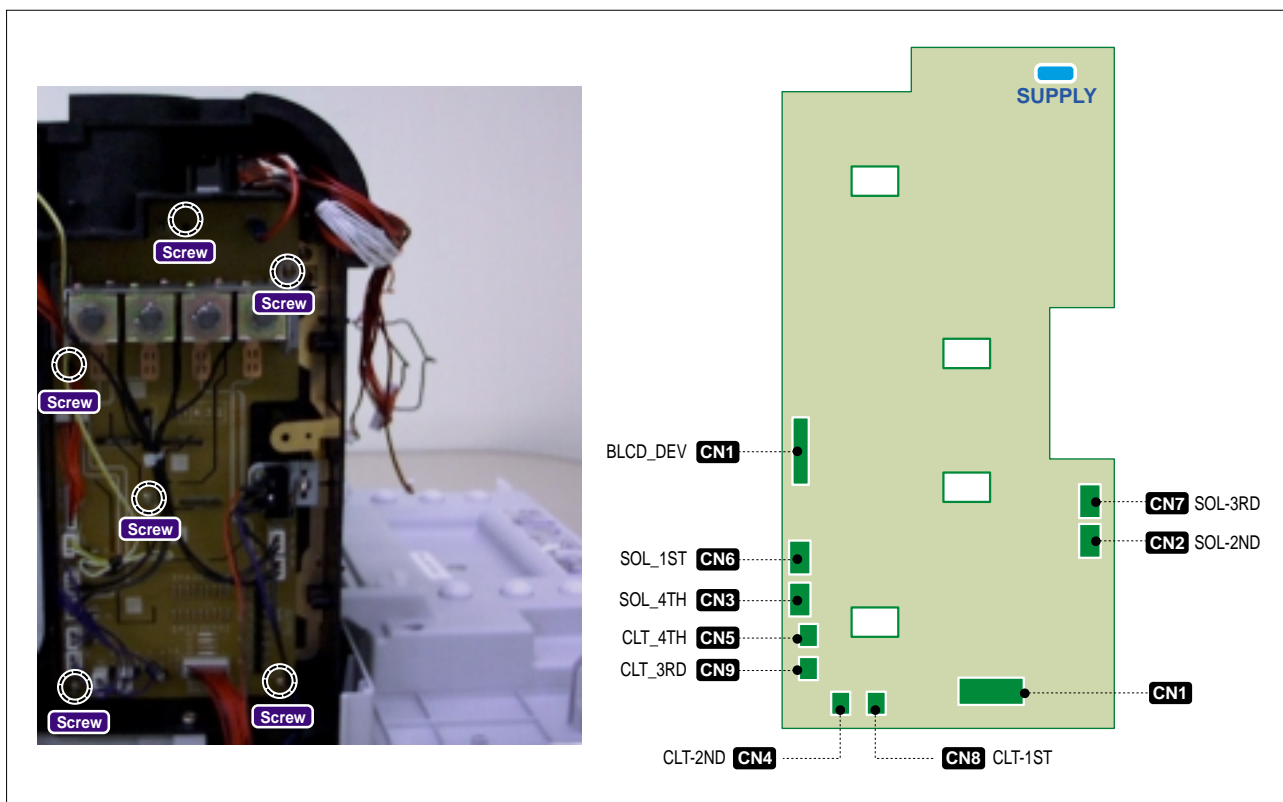 Screw
Screw
Screw
Screw
Screw
Screw
SUPPLY
BLCD_DEV CN1
SOL_1ST CN6
SOL_4TH CN3
CLT_4TH CN5
CLT_3RD CN9
CLT-2ND CN4
CN8 CLT-1ST
CN7 SOL-3RD
CN2 SOL-2ND
CN1